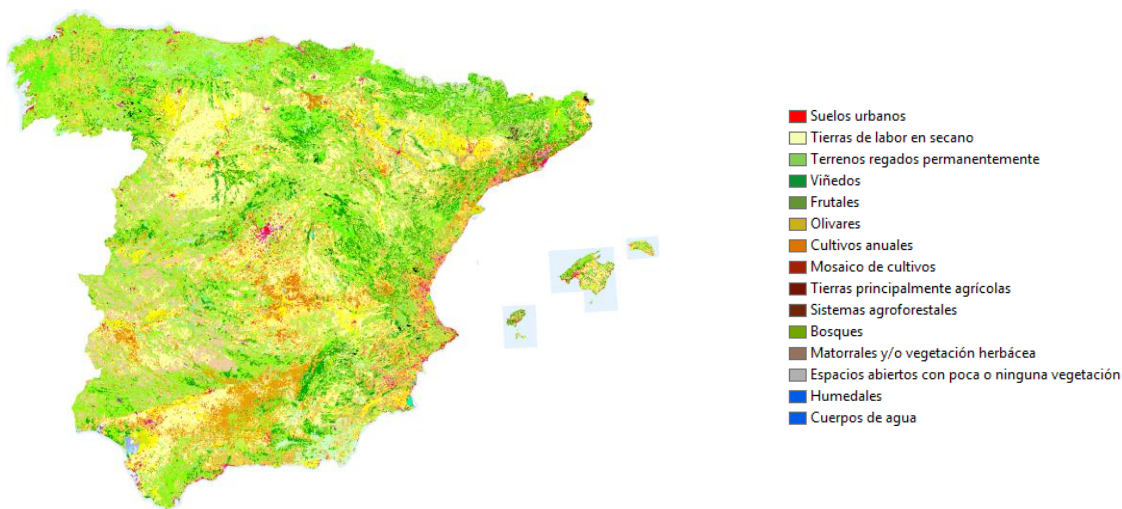 Suelos urbanos
Tierras de labor en secano
Terrenos regados permanentemente
Viñedos
Frutales
Olivares
Cultivos anuales
Mosaico de cultivos
Tierras principalmente agrícolas
Sistemas agroforestales
Bosques
Matorrales y/o vegetación herbácea
Espacios abiertos con poca o ninguna vegetación
Humedales
Cuerpos de agua